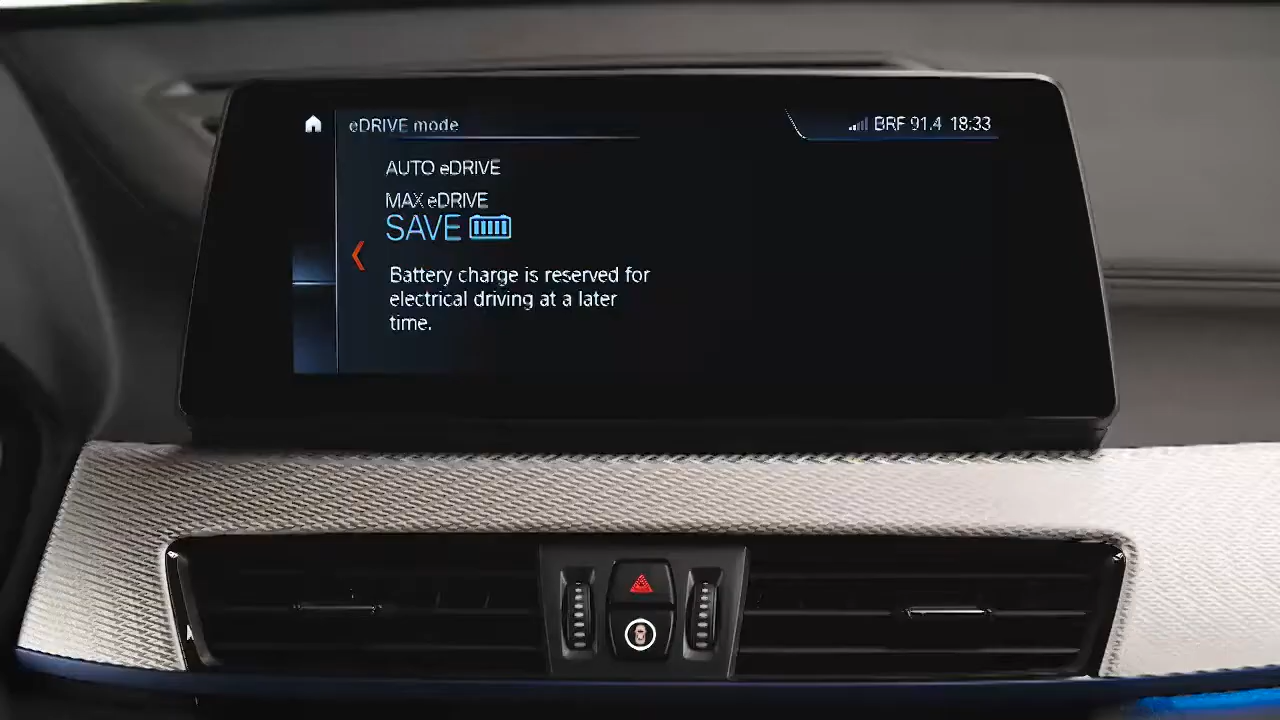 eDRIVE mode
BRF 91.4 18:33
AUTO eDRIVE
MAX eDRIVE
SAVE
Battery charge is reserved for
electrical driving at a later
time.